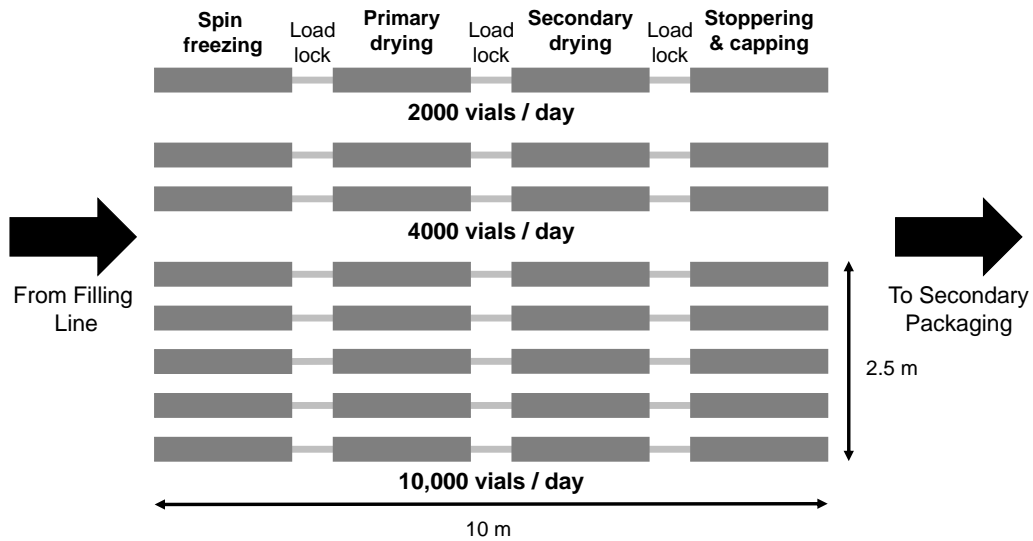 Spin
freezing
Load
lock
Primary
drying
Load
lock
Secondary
drying
Load
lock
Stoppering
& capping
2000 vials / day
4000 vials / day
From Filling
Line
To Secondary
Packaging
2.5 m
10,000 vials / day
10 m